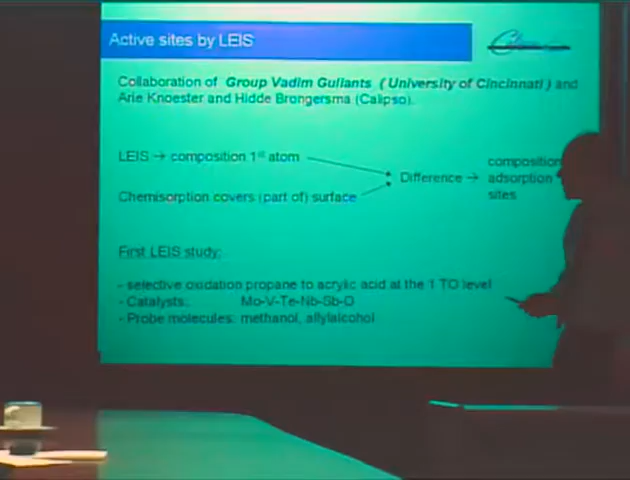 Active sites by LEIS
Collaboration of Group Vadim Guliants (University of Cincinnati) and
Arie Knoester and Hidde Brongersma (Calipso).
LEIS → composition 1st atom
Chemisorption covers (part of) surface
Difference →
composition
adsorption
sites
First LEIS study:
- selective oxidation propane to acrylic acid at the 1 TO level
- Catalysts: Mo-V-Te-Nb-Sb-O
- Probe molecules: methanol, allylalcohol